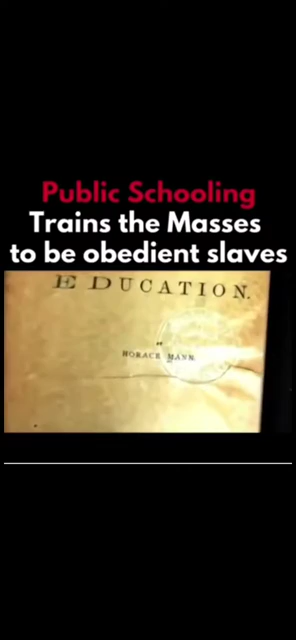 Public Schooling
Trains the Masses
to be obedient slaves
EDUCATION.
HORACE MANN